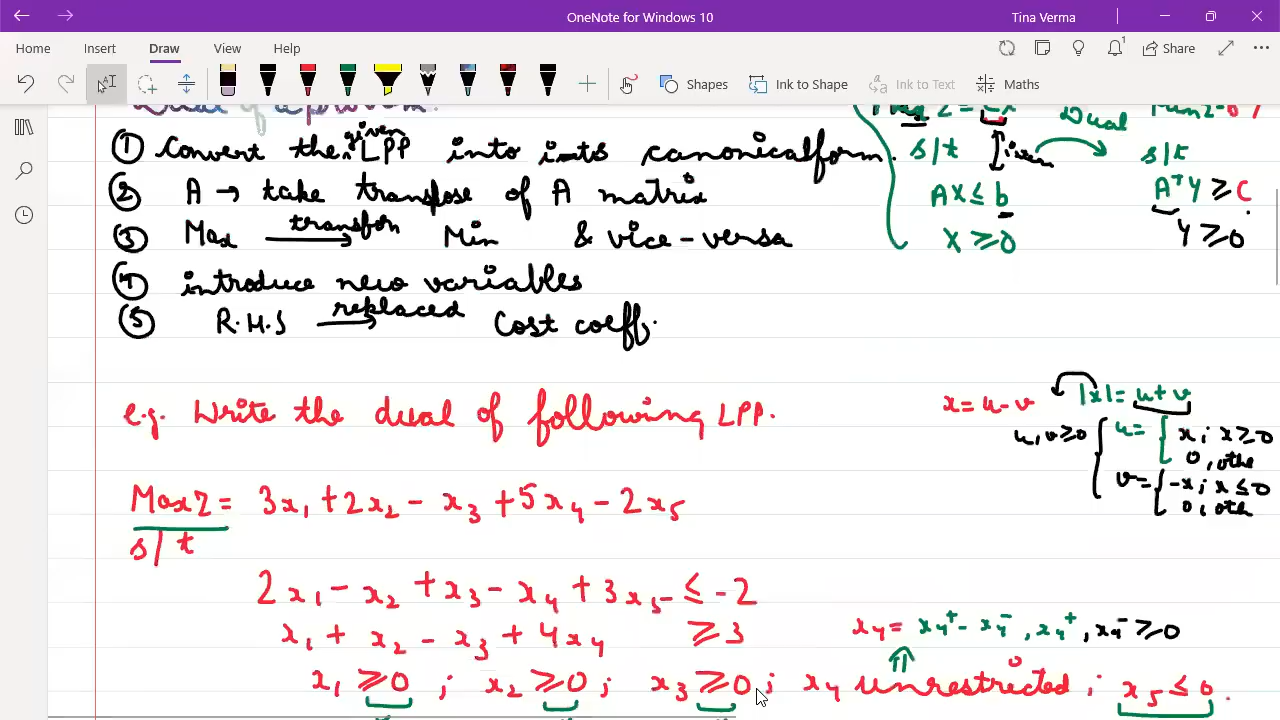 OneNote for Windows 10
Tina Verma
Home Insert Draw View Help
Share
Shapes Ink to Shape Ink to Text Maths
Dual
① Convert the given LPP into its canonical form.
② A → take transpose of A matrix
③ Max transform → Min & vice-versa
④ introduce new variables
⑤ R.H.S replaced → Cost coeff.
s/t
AX ≤ b
X ≥ 0
s/t
Aᵀ Y ≥ C
Y ≥ 0
e.g. Write the dual of following LPP.
x = u - v |x| = u + v
u, v ≥ 0 u = { x ; x ≥ 0
0, othe
v = { -x ; x ≤ 0
0 ; oth
Max Z = 3x₁ + 2x₂ - x₃ + 5x₄ - 2x₅
s/t
2x₁ - x₂ + x₃ - x₄ + 3x₅ ≤ -2
x₁ + x₂ - x₃ + 4x₄ ≥ 3
x₄ = x₄⁺ - x₄⁻ , x₄⁺, x₄⁻ ≥ 0
x₁ ≥ 0 ; x₂ ≥ 0 ; x₃ ≥ 0 ; x₄ unrestricted ; x₅ ≤ 0.